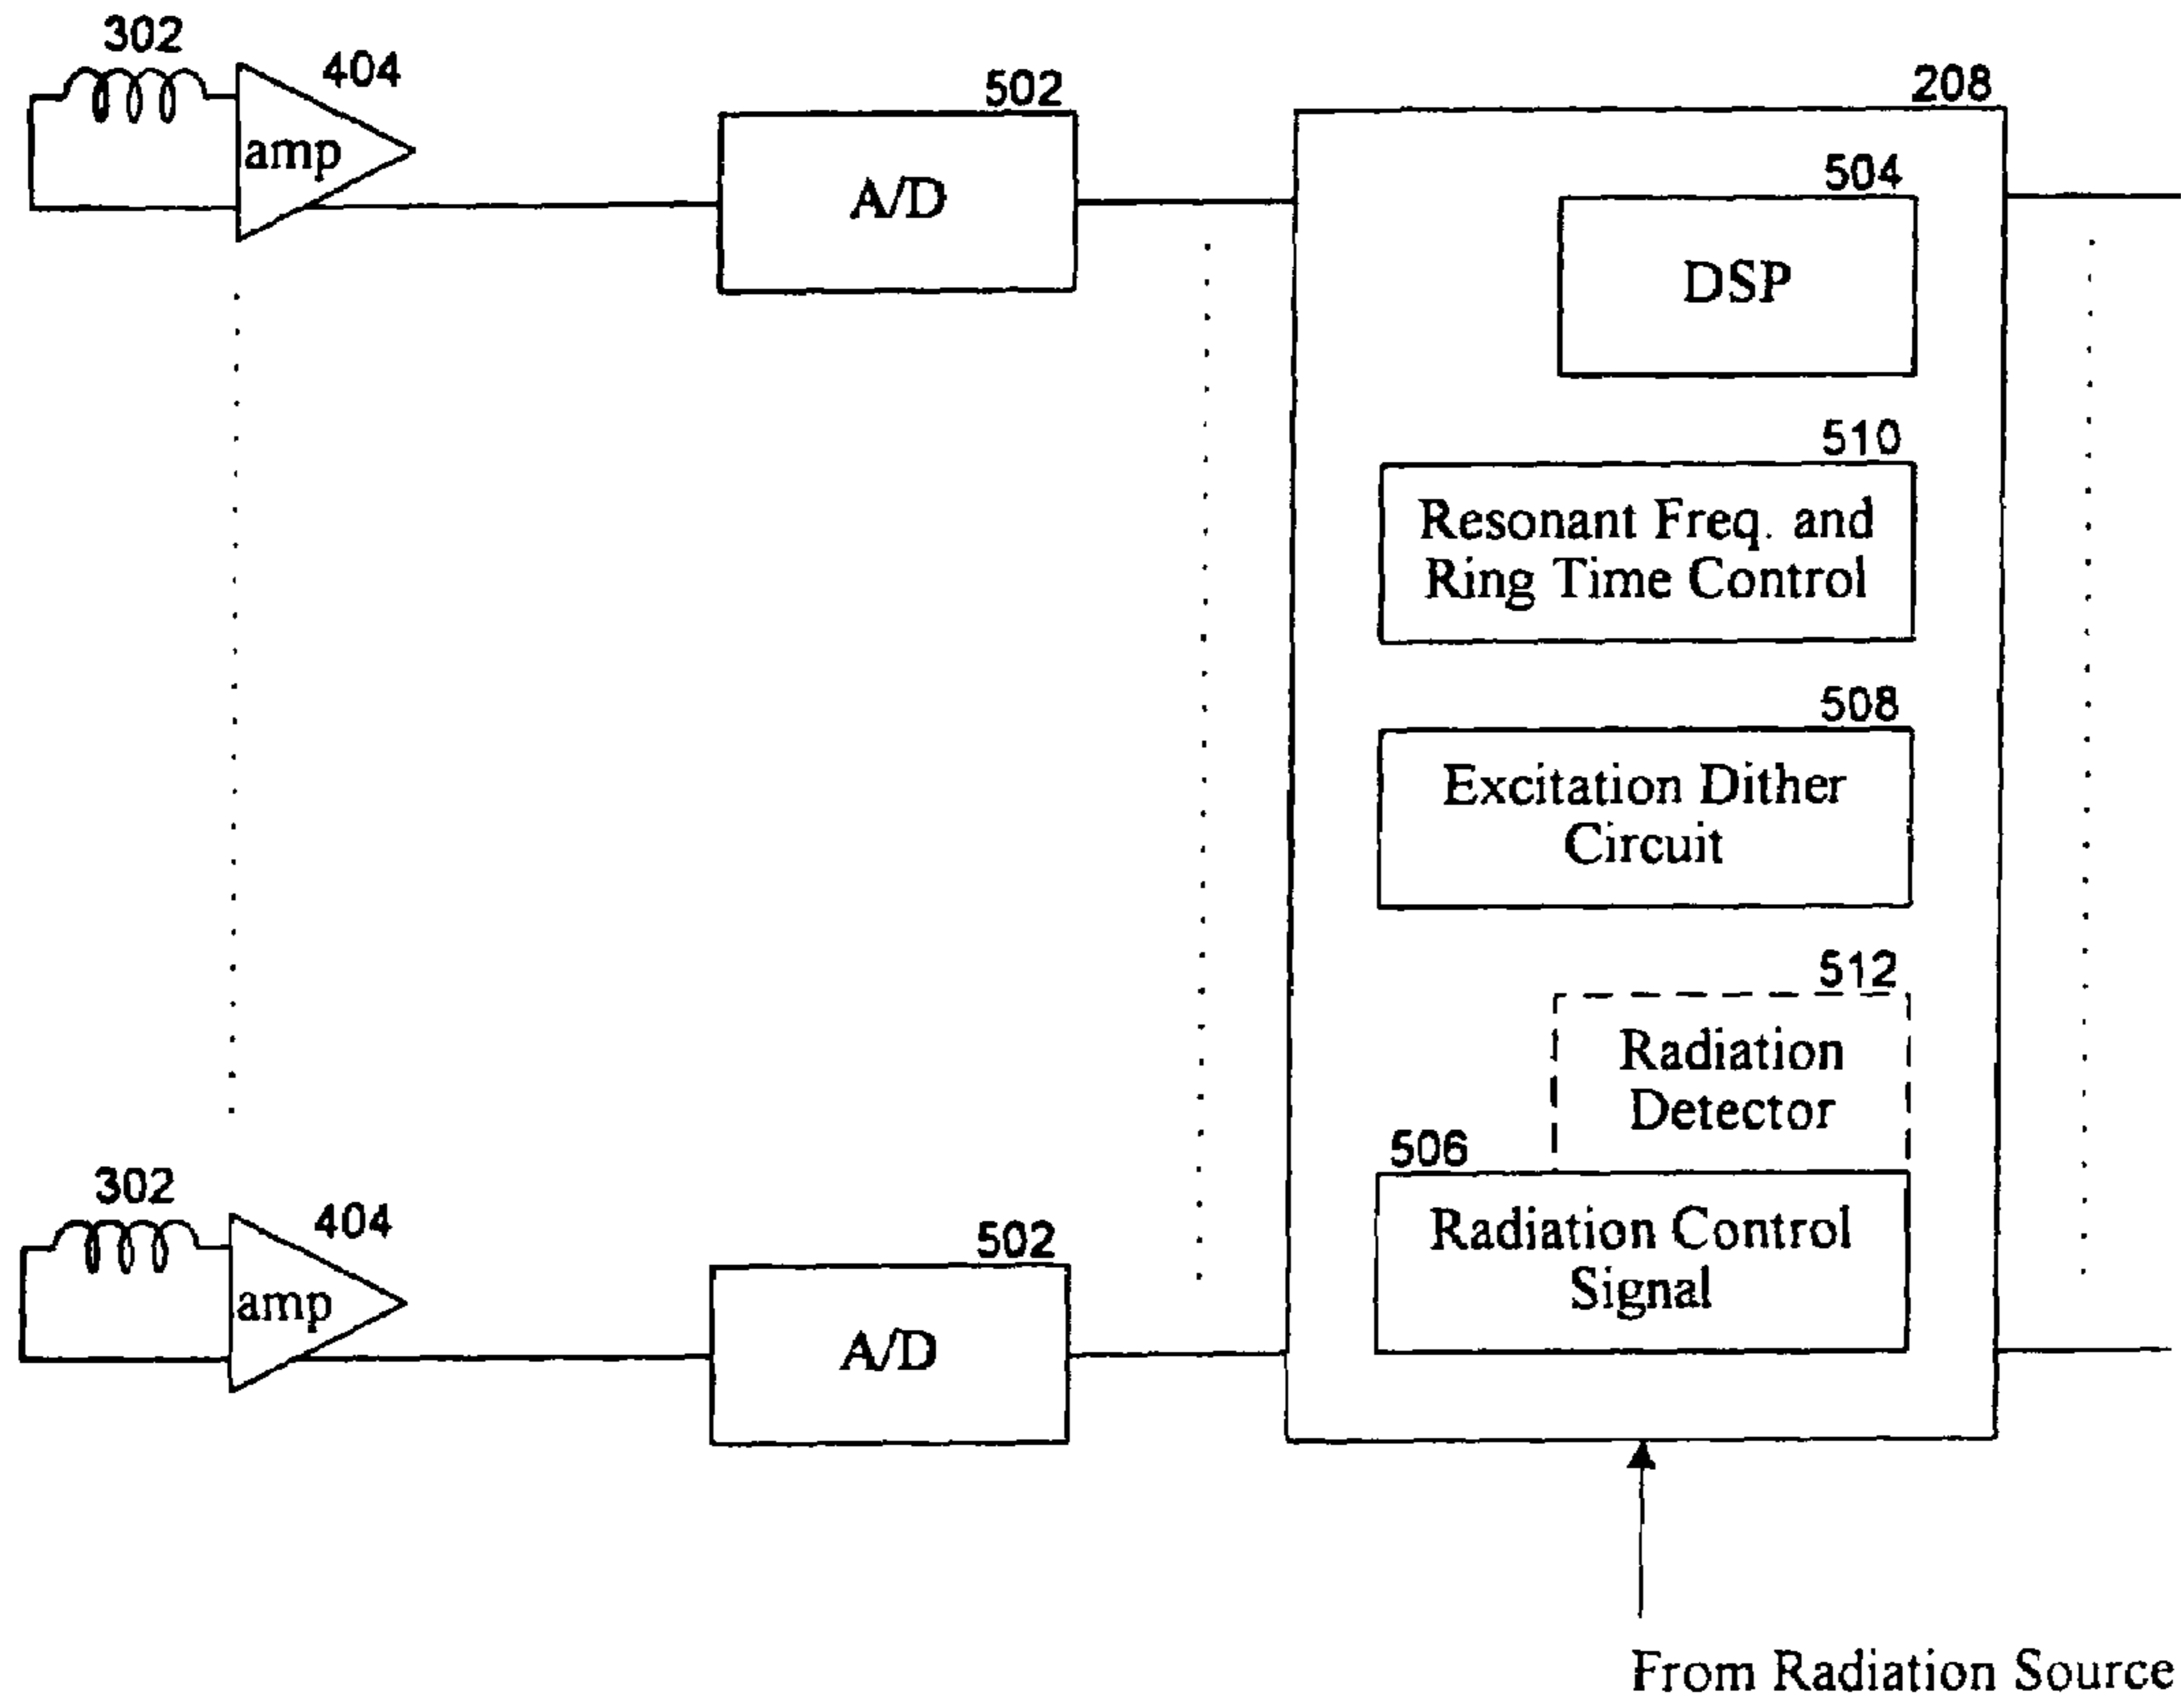 302
404
amp
502
A/D
208
504
DSP
510
Resonant Freq. and
Ring Time Control
508
Excitation Dither
Circuit
512
Radiation
Detector
506
Radiation Control
Signal
302
404
amp
502
A/D
From Radiation Source